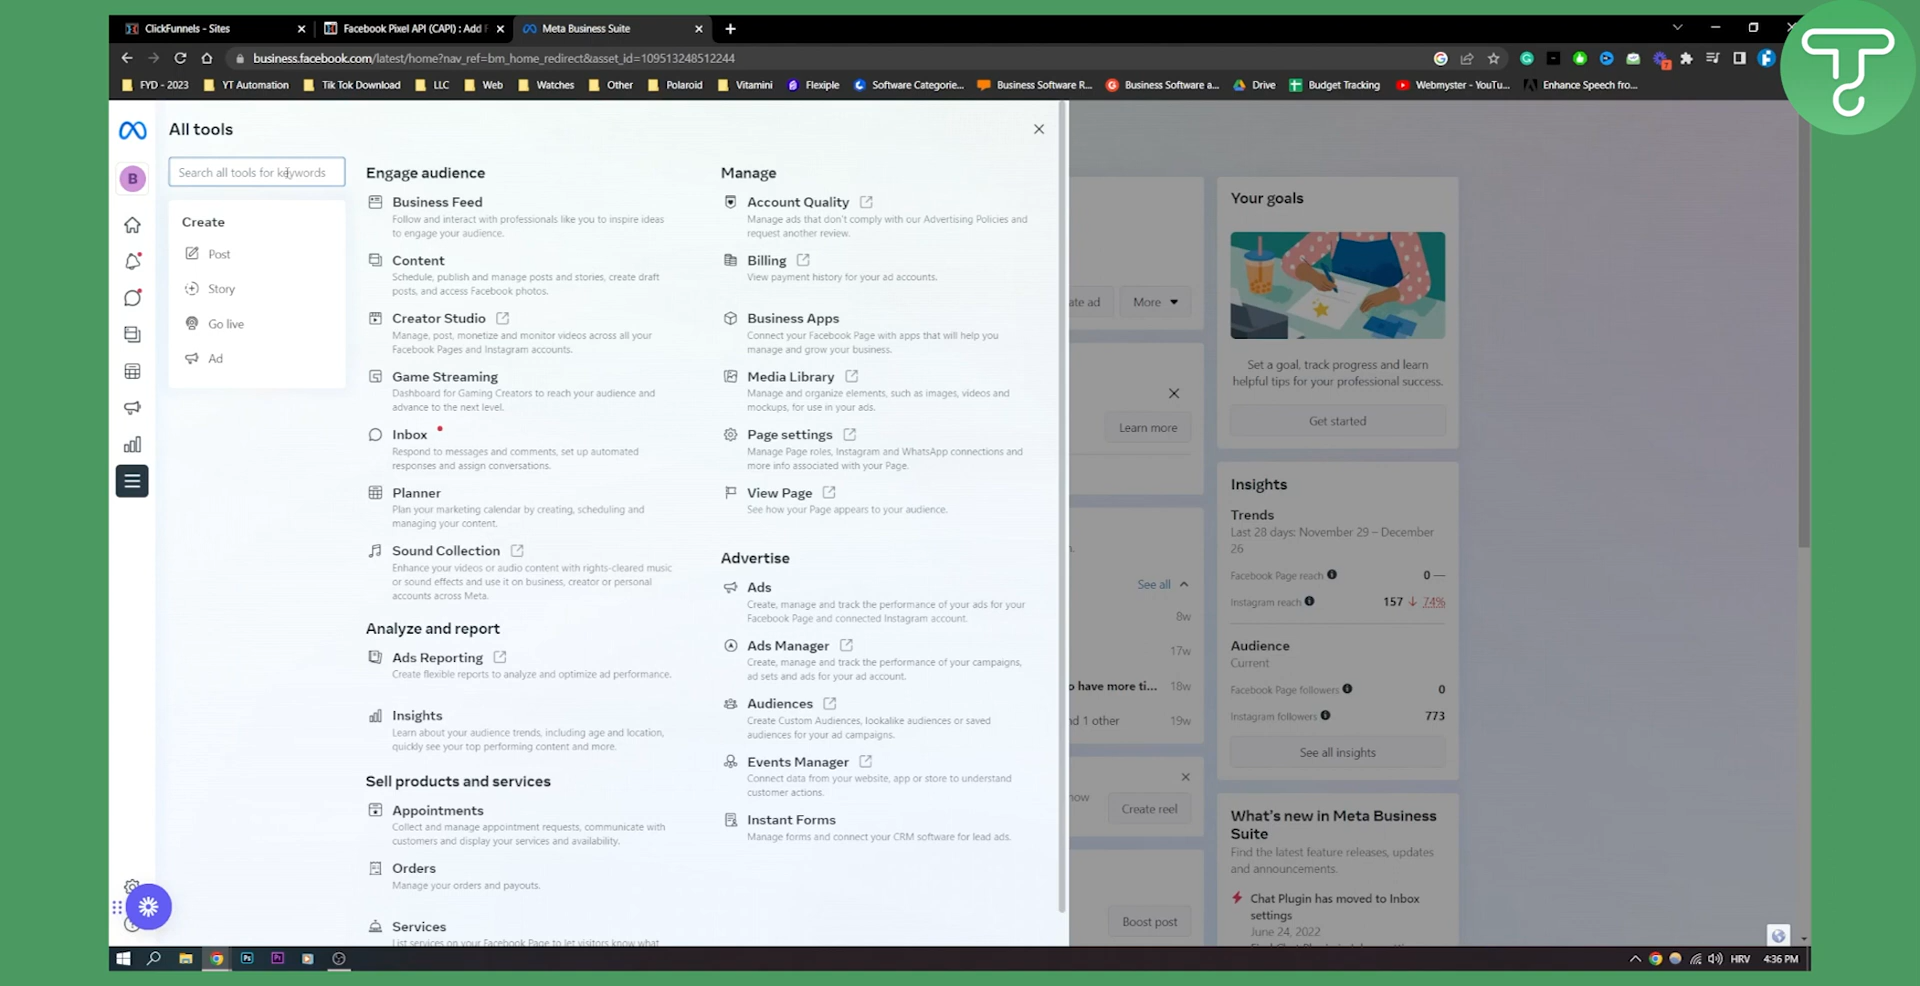 ClickFunnels - Sites
Facebook Pixel API (CAPI) : Add F
Meta Business Suite
business.facebook.com/latest/home?nav_ref=bm_home_redirect&asset_id=109513248512244
FYD - 2023
YT Automation
Tik Tok Download
LLC
Web
Watches
Other
Polaroid
Vitamini
Flexiple
Software Categorie...
Business Software R...
Business Software a...
Drive
Budget Tracking
Webmyster - YouTu...
Enhance Speech fro...
All tools
B
Search all tools for keywords
Create
Post
Story
Go live
Ad
Engage audience
Business Feed
Follow and interact with professionals like you to inspire ideas
to engage your audience.
Content
Schedule, publish and manage posts and stories, create draft
posts, and access Facebook photos.
Creator Studio
Manage, post, monetize and monitor videos across all your
Facebook Pages and Instagram accounts.
Game Streaming
Dashboard for Gaming Creators to reach your audience and
advance to the next level.
Inbox
Respond to messages and comments, set up automated
responses and assign conversations.
Planner
Plan your marketing calendar by creating, scheduling and
managing your content.
Sound Collection
Enhance your videos or audio content with rights-cleared music
or sound effects and use it on business, creator or personal
accounts across Meta.
Analyze and report
Ads Reporting
Create flexible reports to analyze and optimize ad performance.
Insights
Learn about your audience trends, including age and location,
quickly see your top performing content and more.
Sell products and services
Appointments
Collect and manage appointment requests, communicate with
customers and display your services and availability.
Orders
Manage your orders and payouts.
Services
List services on your Facebook Page to let visitors know what
Manage
Account Quality
Manage ads that don't comply with our Advertising Policies and
request another review.
Billing
View payment history for your ad accounts.
Business Apps
Connect your Facebook Page with apps that will help you
manage and grow your business.
Media Library
Manage and organize elements, such as images, videos and
mockups, for use in your ads.
Page settings
Manage Page roles, Instagram and WhatsApp connections and
more info associated with your Page.
View Page
See how your Page appears to your audience.
Advertise
Ads
Create, manage and track the performance of your ads for your
Facebook Page and connected Instagram account.
Ads Manager
Create, manage and track the performance of your campaigns,
ad sets and ads for your ad account.
Audiences
Create Custom Audiences, lookalike audiences or saved
audiences for your ad campaigns.
Events Manager
Connect data from your website, app or store to understand
customer actions.
Instant Forms
Manage forms and connect your CRM software for lead ads.
ate ad
More
Learn more
See all
8w
17w
o have more ti...
18w
nd 1 other
19w
now
Create reel
Boost post
Your goals
Set a goal, track progress and learn
helpful tips for your professional success.
Get started
Insights
Trends
Last 28 days: November 29 – December
26
Facebook Page reach 0 —
Instagram reach 157 ↓ 74%
Audience
Current
Facebook Page followers 0
Instagram followers 773
See all insights
What's new in Meta Business
Suite
Find the latest feature releases, updates
and announcements.
Chat Plugin has moved to Inbox
settings
June 24, 2022
HRV
4:36 PM